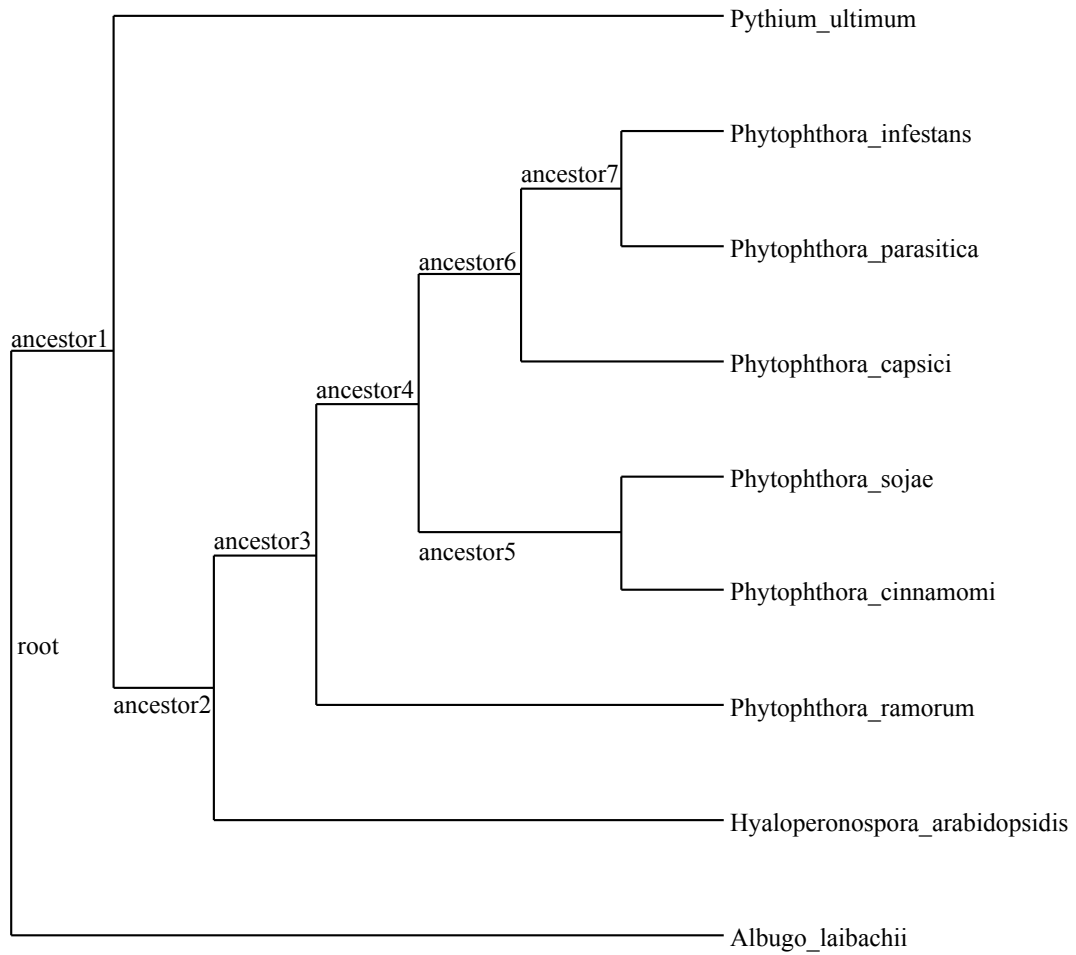 Pythium_ultimum
Phytophthora_infestans
ancestor7
Phytophthora_parasitica
ancestor6
ancestor1
Phytophthora_capsici
ancestor4
Phytophthora_sojae
ancestor3
ancestor5
Phytophthora_cinnamomi
root
ancestor2
Phytophthora_ramorum
Hyaloperonospora_arabidopsidis
Albugo_laibachii